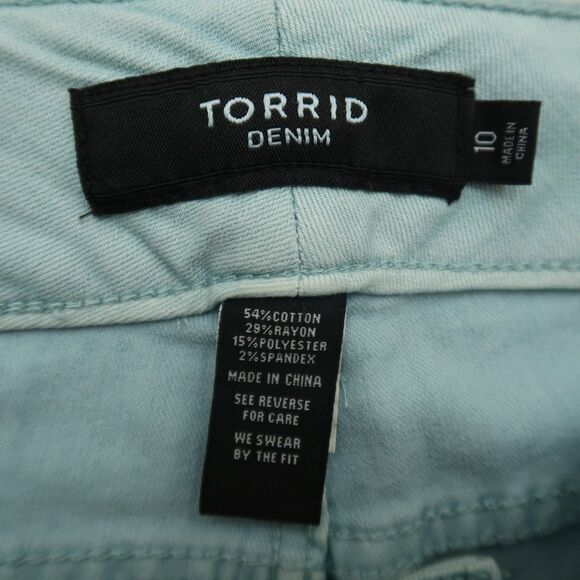 TORRID
DENIM
10
MADE IN
CHINA
54%COTTON
29%RAYON
15%POLYESTER
2%SPANDEX
MADE IN CHINA
SEE REVERSE
FOR CARE
WE SWEAR
BY THE FIT